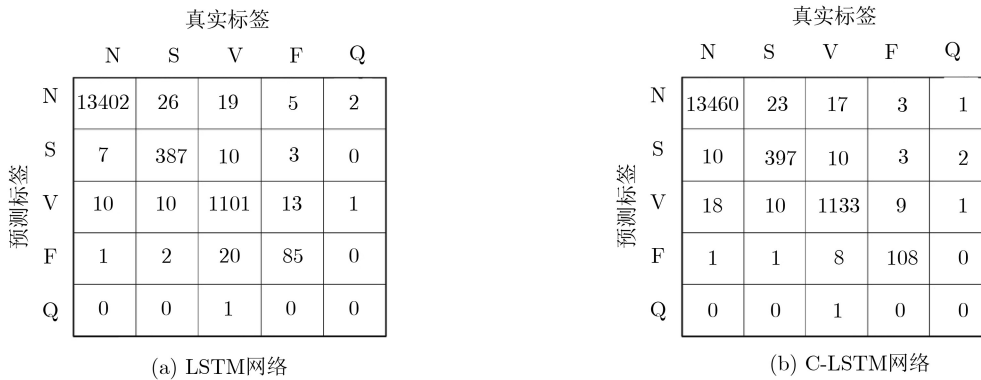 真实标签
N S V F Q
N 13402 26 19 5 2
S 7 387 10 3 0
V 10 10 1101 13 1
F 1 2 20 85 0
Q 0 0 1 0 0
预测标签
(a) LSTM网络
真实标签
N S V F Q
N 13460 23 17 3 1
S 10 397 10 3 2
V 18 10 1133 9 1
F 1 1 8 108 0
Q 0 0 1 0 0
预测标签
(b) C-LSTM网络